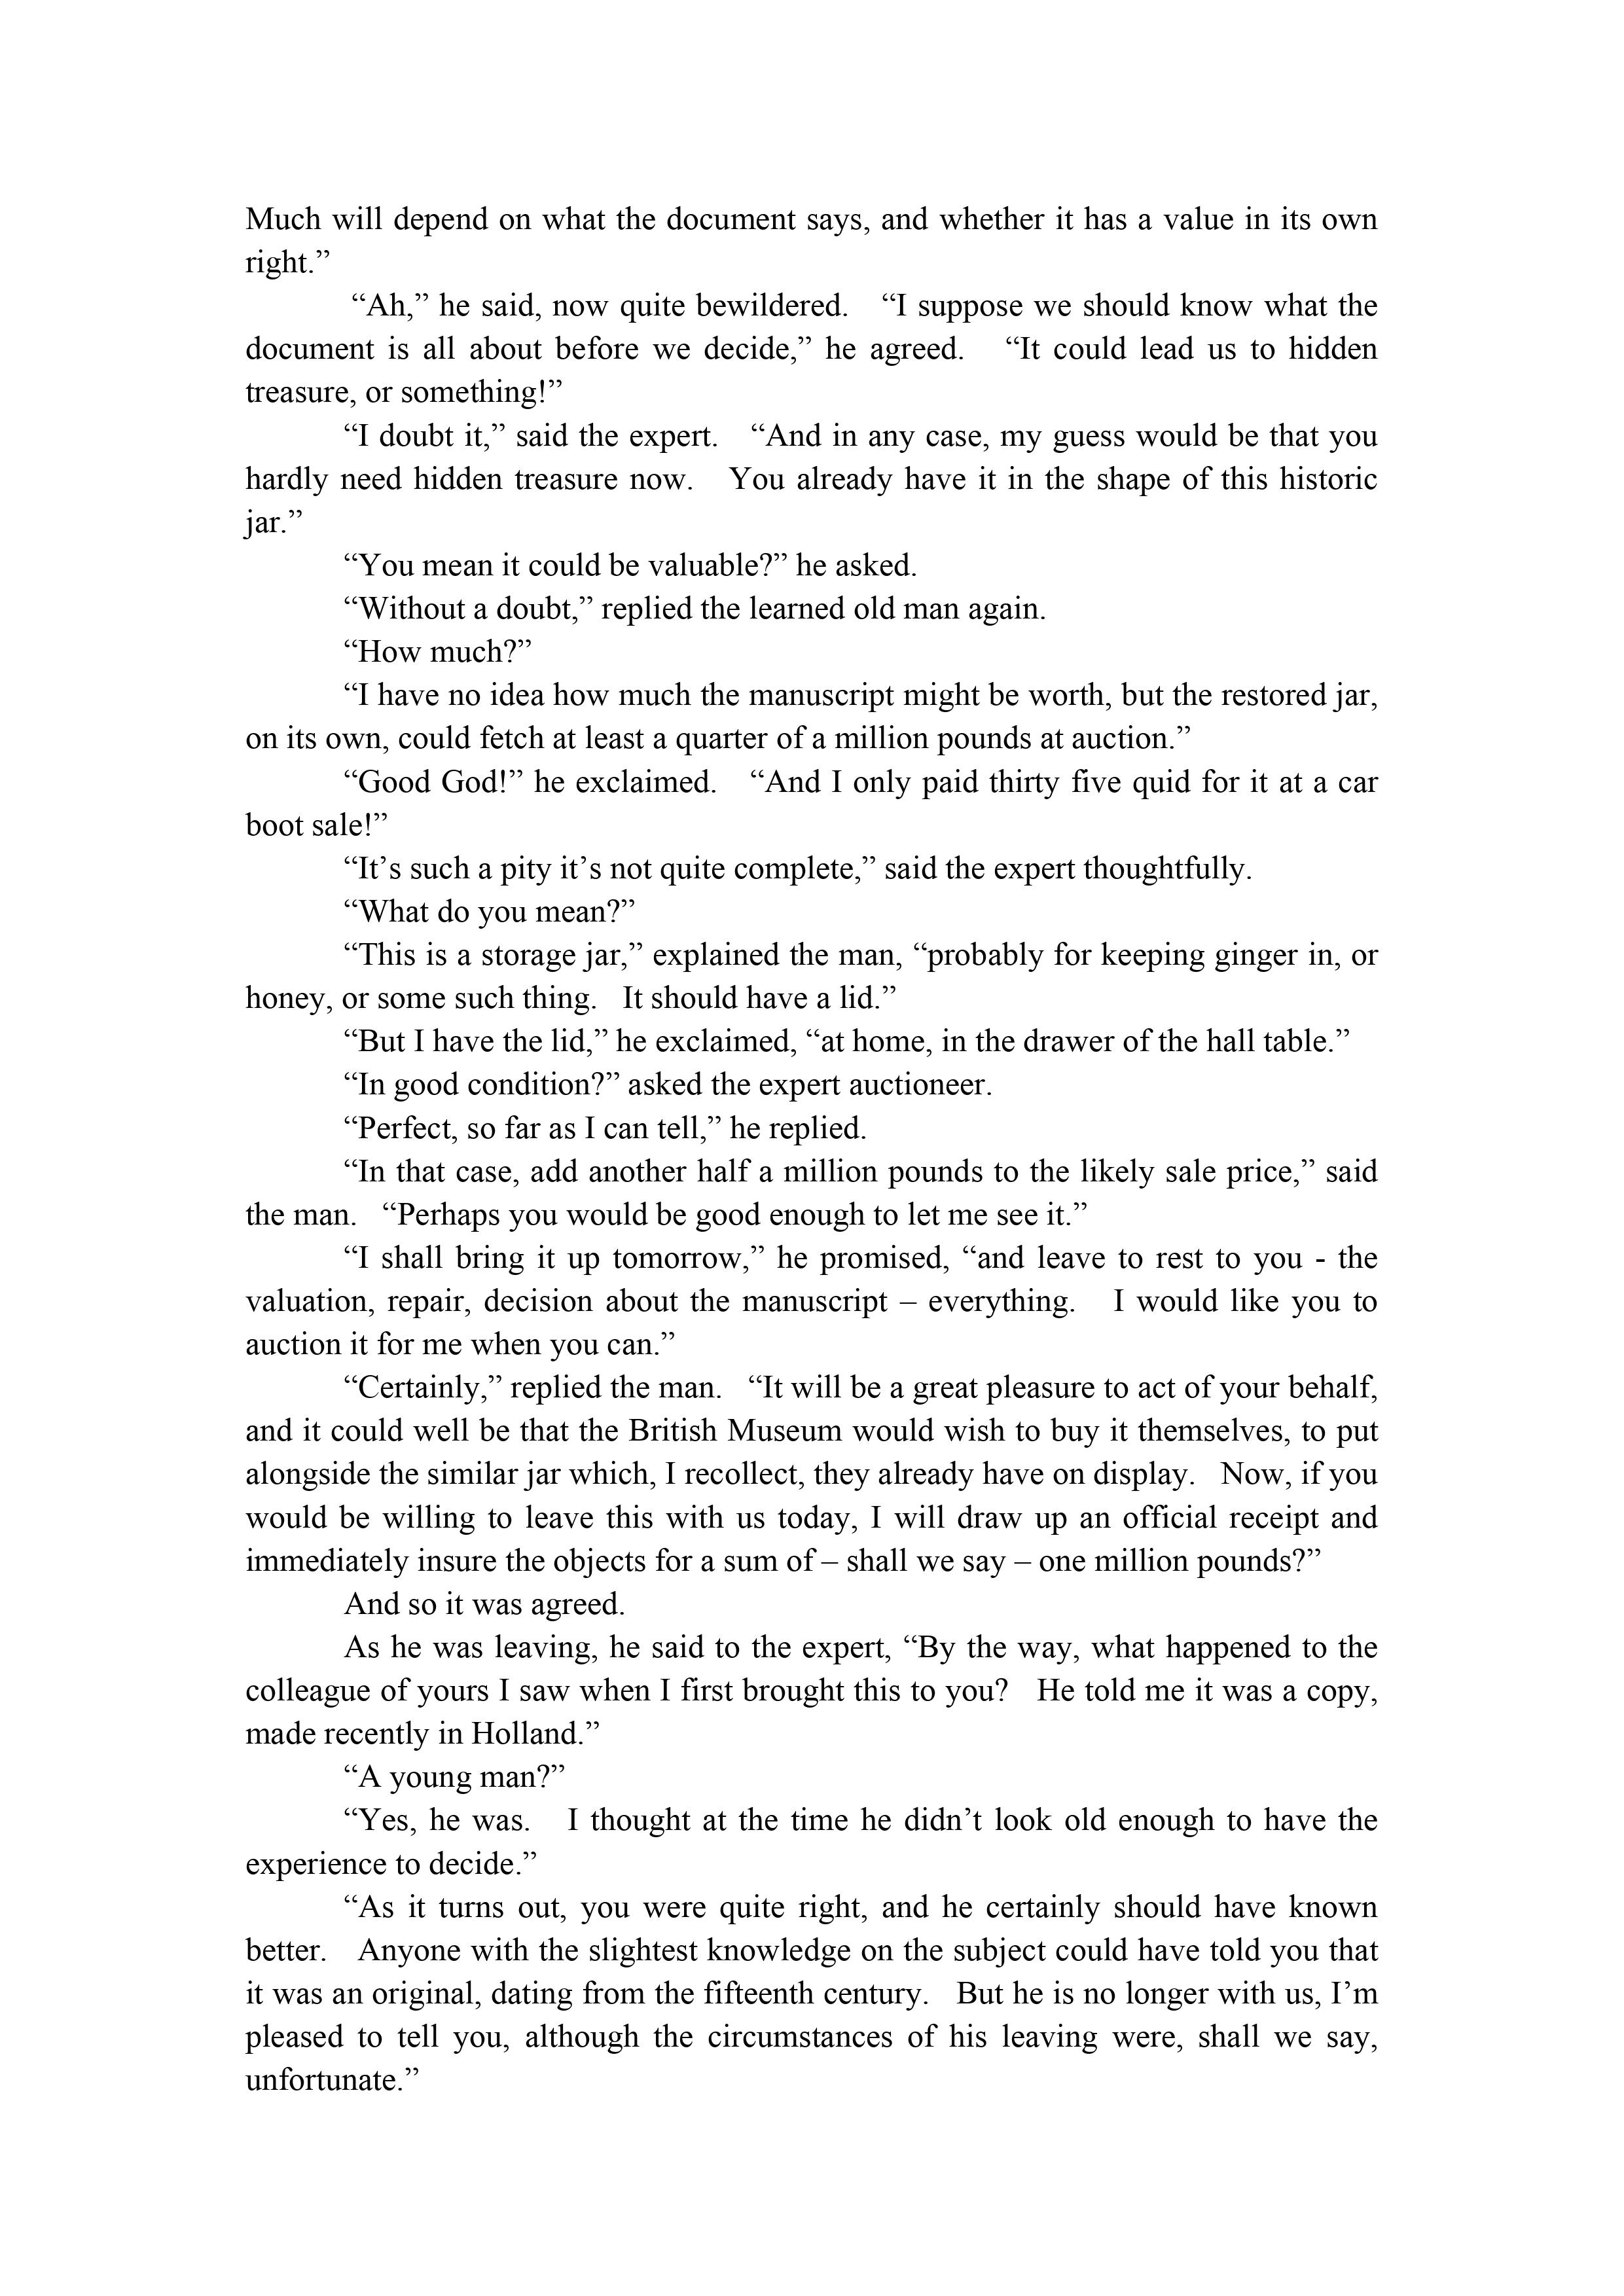 Much will depend on what the document says, and whether it has a value in its own
right.”
“Ah,” he said, now quite bewildered.   “I suppose we should know what the
document is all about before we decide,” he agreed.   “It could lead us to hidden
treasure, or something!”
“I doubt it,” said the expert.   “And in any case, my guess would be that you
hardly need hidden treasure now.   You already have it in the shape of this historic
jar.”
“You mean it could be valuable?” he asked.
“Without a doubt,” replied the learned old man again.
“How much?”
“I have no idea how much the manuscript might be worth, but the restored jar,
on its own, could fetch at least a quarter of a million pounds at auction.”
“Good God!” he exclaimed.   “And I only paid thirty five quid for it at a car
boot sale!”
“It’s such a pity it’s not quite complete,” said the expert thoughtfully.
“What do you mean?”
“This is a storage jar,” explained the man, “probably for keeping ginger in, or
honey, or some such thing.   It should have a lid.”
“But I have the lid,” he exclaimed, “at home, in the drawer of the hall table.”
“In good condition?” asked the expert auctioneer.
“Perfect, so far as I can tell,” he replied.
“In that case, add another half a million pounds to the likely sale price,” said
the man.   “Perhaps you would be good enough to let me see it.”
“I shall bring it up tomorrow,” he promised, “and leave to rest to you - the
valuation, repair, decision about the manuscript – everything.   I would like you to
auction it for me when you can.”
“Certainly,” replied the man.   “It will be a great pleasure to act of your behalf,
and it could well be that the British Museum would wish to buy it themselves, to put
alongside the similar jar which, I recollect, they already have on display.   Now, if you
would be willing to leave this with us today, I will draw up an official receipt and
immediately insure the objects for a sum of – shall we say – one million pounds?”
And so it was agreed.
As he was leaving, he said to the expert, “By the way, what happened to the
colleague of yours I saw when I first brought this to you?   He told me it was a copy,
made recently in Holland.”
“A young man?”
“Yes, he was.   I thought at the time he didn’t look old enough to have the
experience to decide.”
“As it turns out, you were quite right, and he certainly should have known
better.   Anyone with the slightest knowledge on the subject could have told you that
it was an original, dating from the fifteenth century.   But he is no longer with us, I’m
pleased to tell you, although the circumstances of his leaving were, shall we say,
unfortunate.”